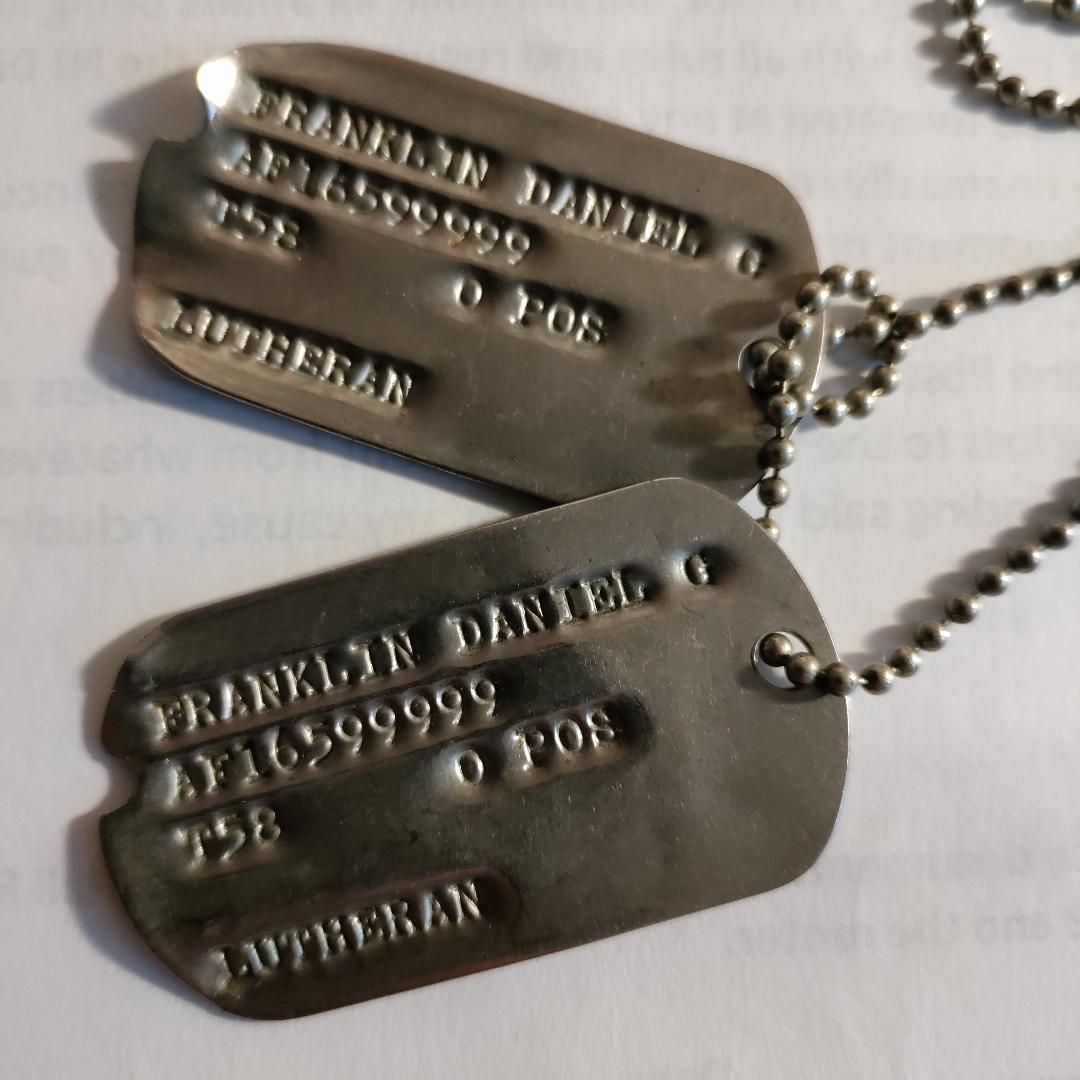 FRANKLIN DANIEL G
AF16599999
T58 O POS
LUTHERAN
FRANKLIN DANIEL G
AF16599999
T58 O POS
LUTHERAN